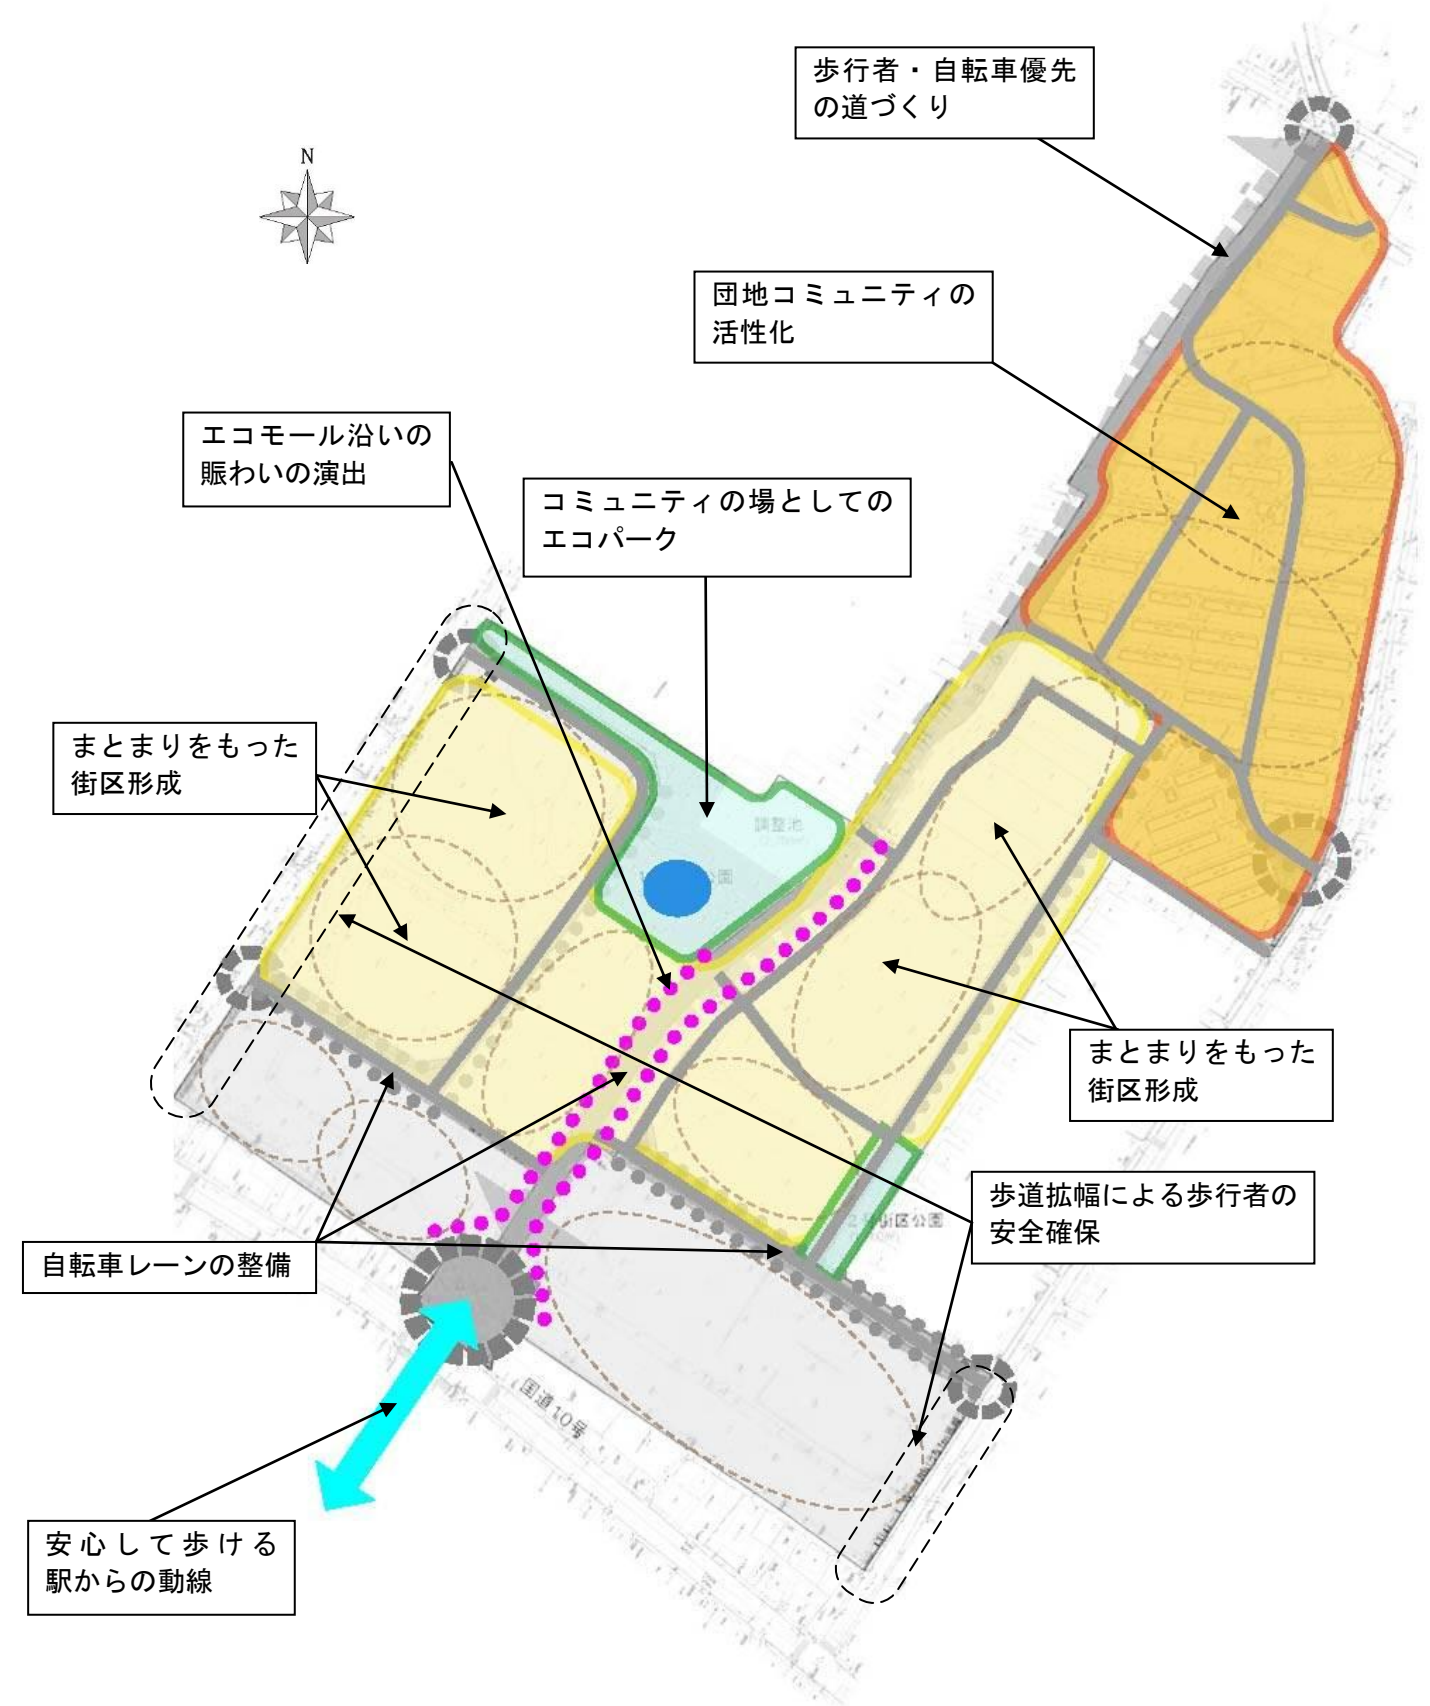 歩行者・自転車優先
の道づくり
N
団地コミュニティの
活性化
エコモール沿いの
賑わいの演出
コミュニティの場としての
エコパーク
まとまりをもった
街区形成
調整池
公園
まとまりをもった
街区形成
歩道拡幅による歩行者の
安全確保
街区公園
自転車レーンの整備
国道10号
安心して歩ける
駅からの動線